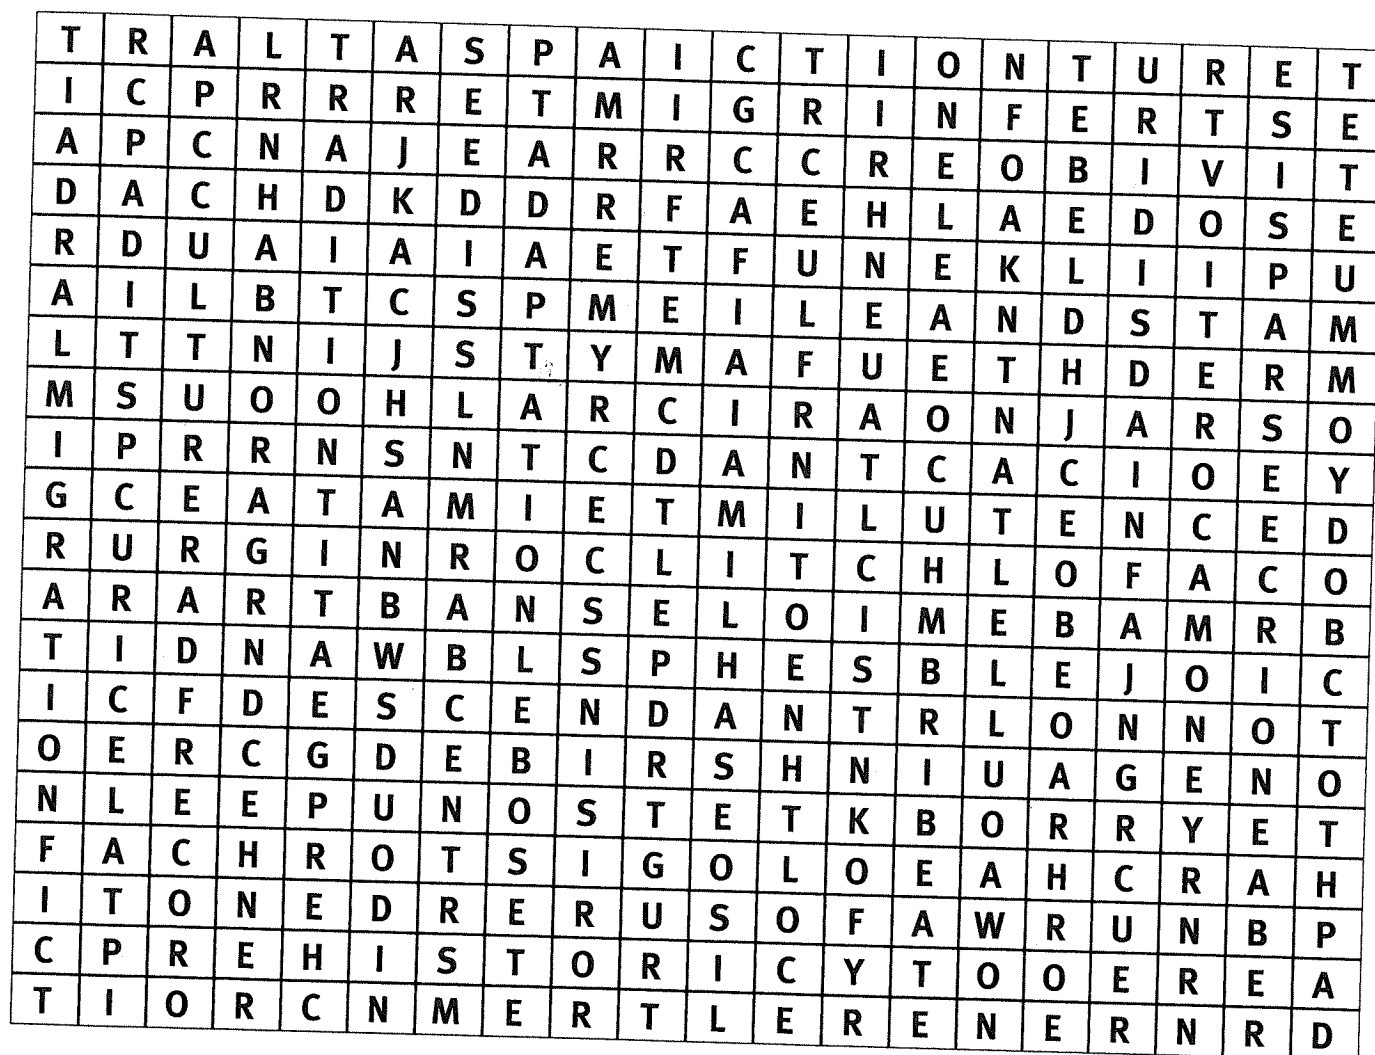 T R A L T A S P A I C T I O N T U R E T
I C P R R R E T M I G R I N F E R T S E
A P C N A J E A R R C C R E O B I V I T
D A C H D K D D R F A E H L A E D O S E
R D U A I A I A E T F U N E K L I I P U
A I L B T C S P M E I L E A N D S T A M
L T T N I J S T Y M A F U E T H D E R M
M S U O O H L A R C I R A O N J A R S O
I P R R N S N T C D A N T C A C I O E Y
G C E A T A M I E T M I L U T E N C E D
R U R G I N R O C L I T C H L O F A C O
A R A R T B A N S E L O I M E B A M R B
T I D N A W B L S P H E S B L E J O I C
I C F D E S C E N D A N T R L O N N O T
O E R C G D E B I R S H N I U A G E N O
N L E E P U N O S T E T K B O R R Y E T
F A C H R O T S I G O L O E A H C R A H
I T O N E D R E R U S O F A W R U N B P
C P R E H I S T O R I C Y T O O E R E A
T I O R C N M E R T L E R E N E R N R D